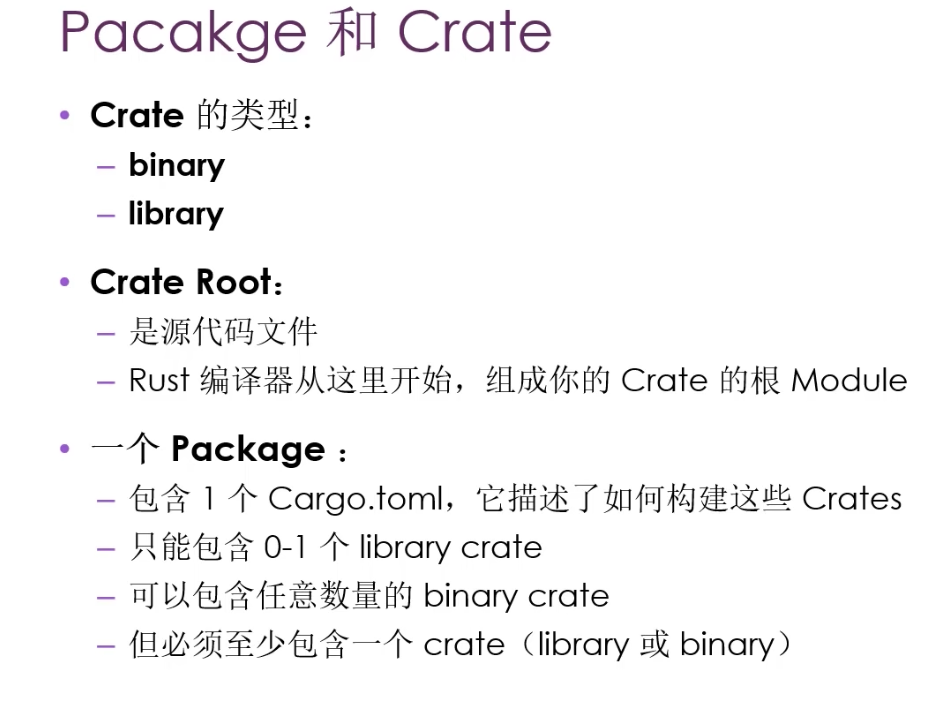 Pacakge 和 Crate
• Crate 的类型：
– binary
– library
• Crate Root：
– 是源代码文件
– Rust 编译器从这里开始，组成你的 Crate 的根 Module
• 一个 Package ：
– 包含 1 个 Cargo.toml，它描述了如何构建这些 Crates
– 只能包含 0-1 个 library crate
– 可以包含任意数量的 binary crate
– 但必须至少包含一个 crate（library 或 binary）